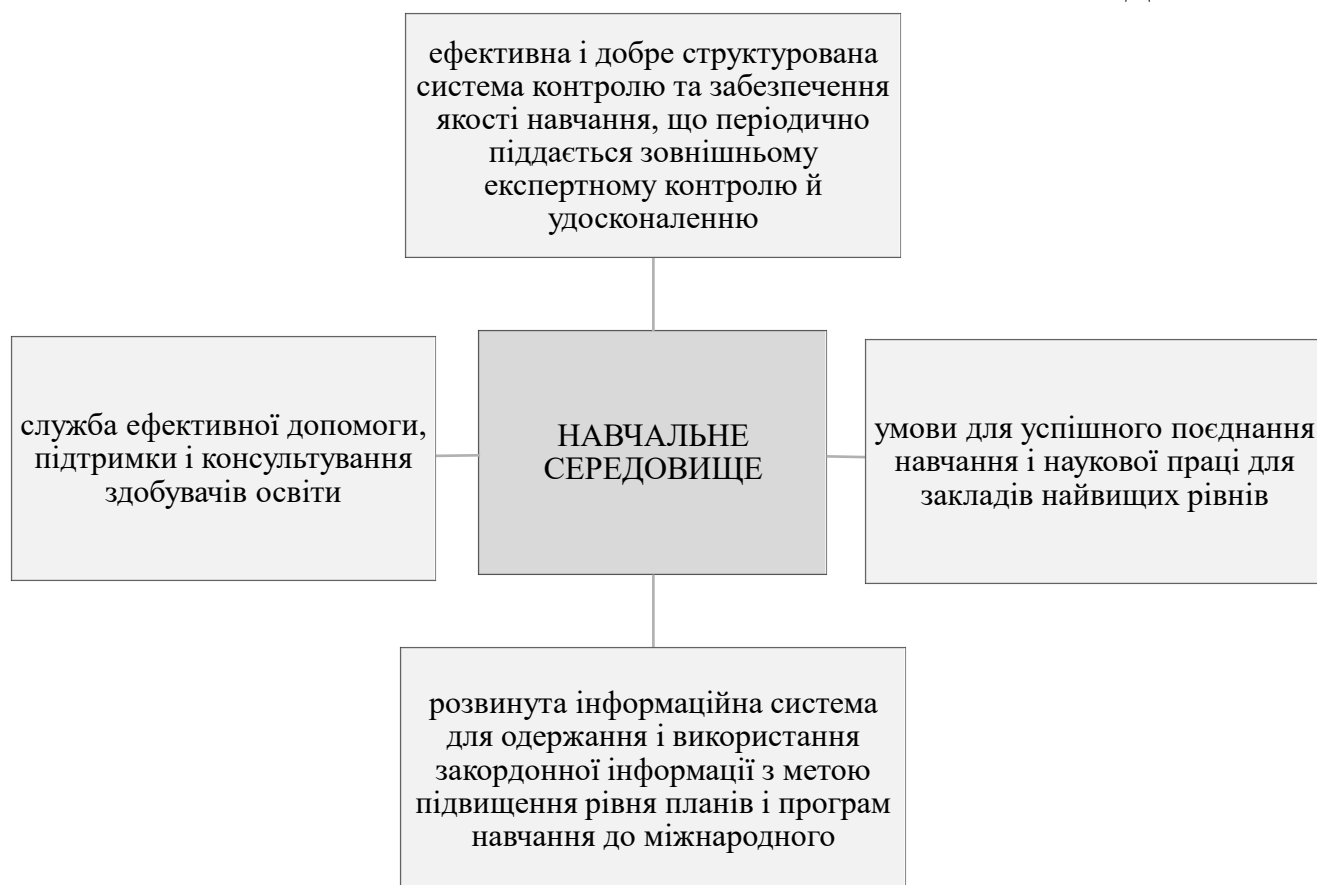 ефективна і добре структурована
система контролю та забезпечення
якості навчання, що періодично
піддається зовнішньому
експертному контролю й
удосконаленню
служба ефективної допомоги,
підтримки і консультування
здобувачів освіти
НАВЧАЛЬНЕ
СЕРЕДОВИЩЕ
умови для успішного поєднання
навчання і наукової праці для
закладів найвищих рівнів
розвинута інформаційна система
для одержання і використання
закордонної інформації з метою
підвищення рівня планів і програм
навчання до міжнародного